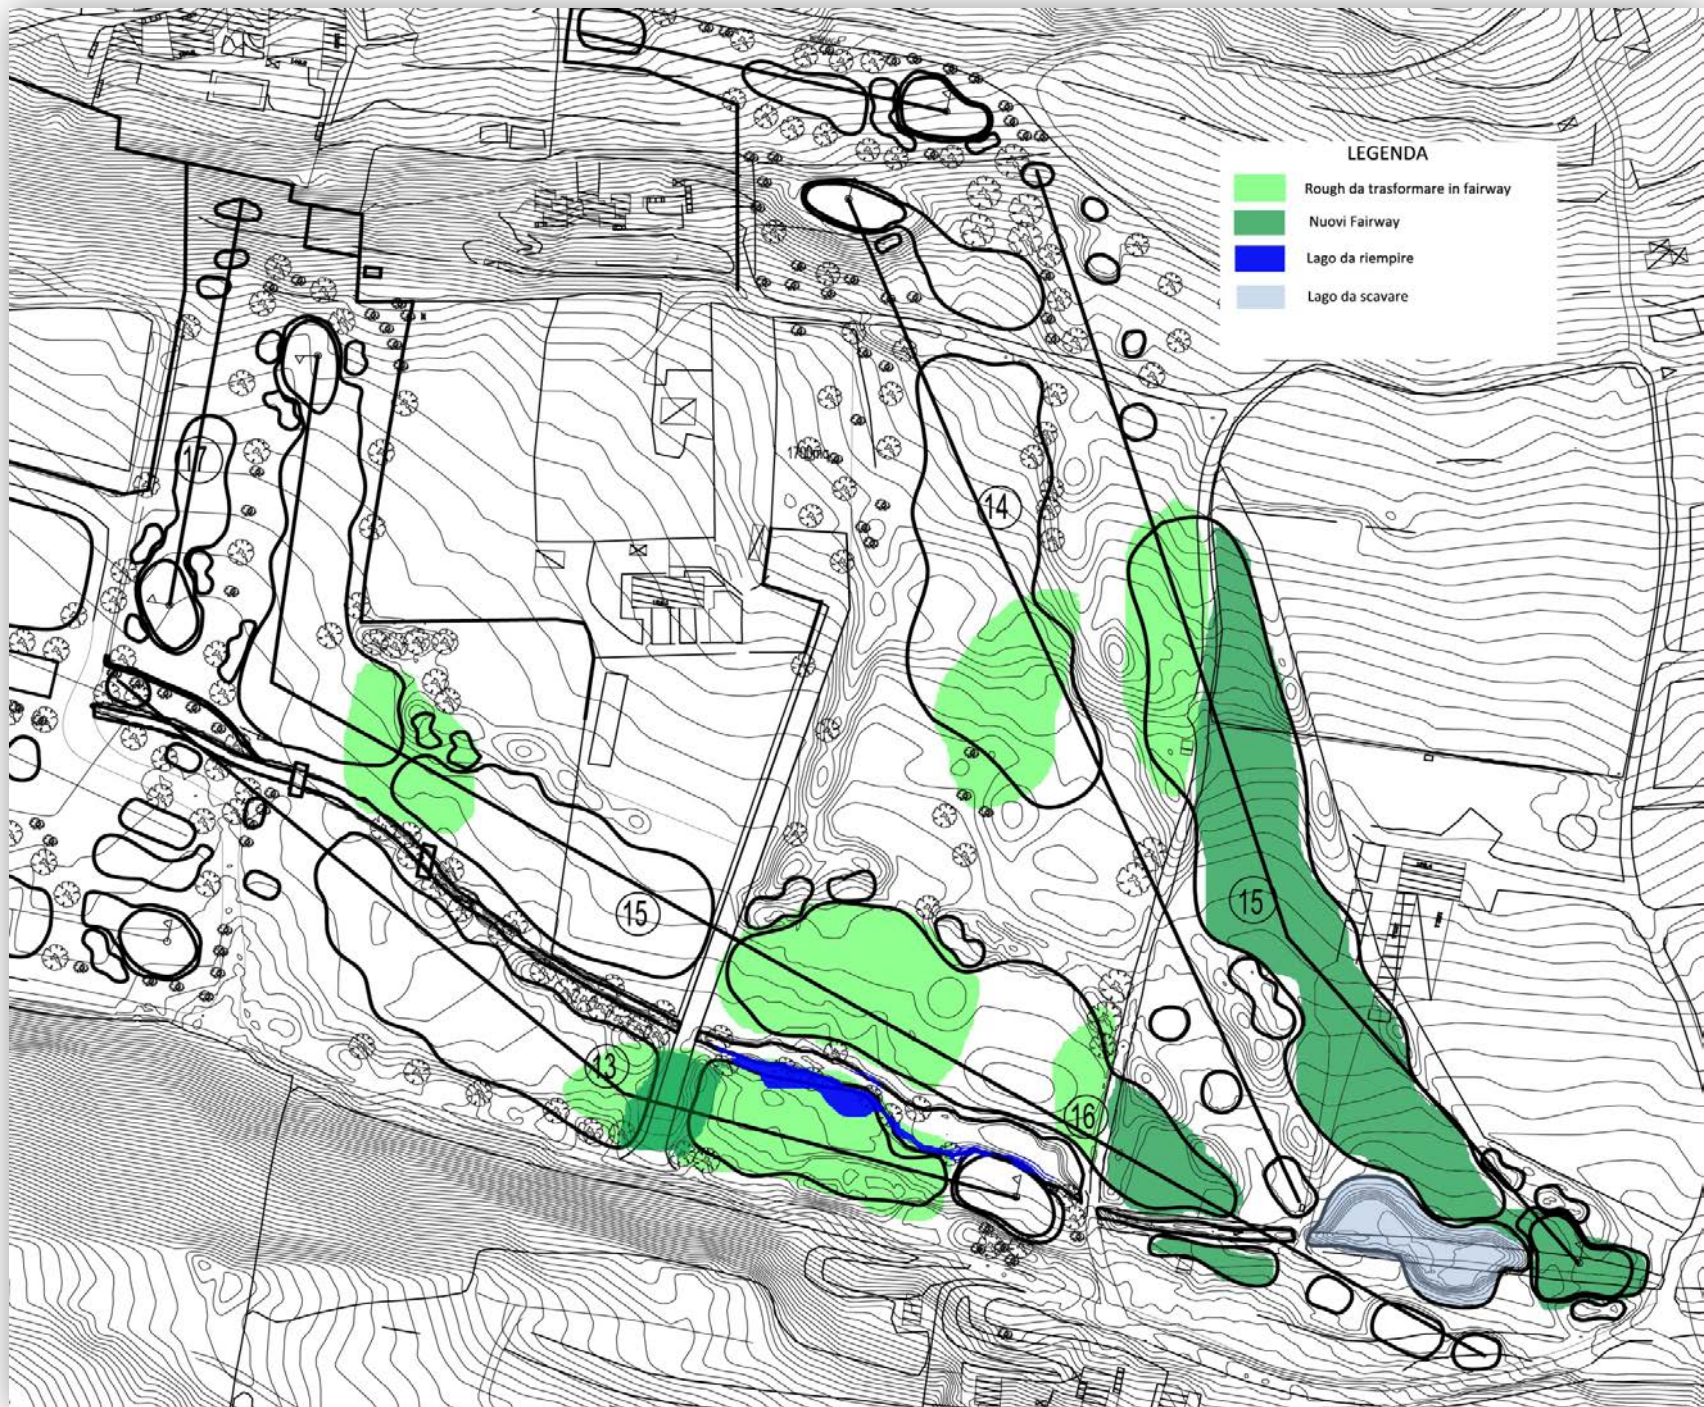 LEGENDA
Rough da trasformare in fairway
Nuovi Fairway
Lago da riempire
Lago da scavare
17
14
15
15
13
16